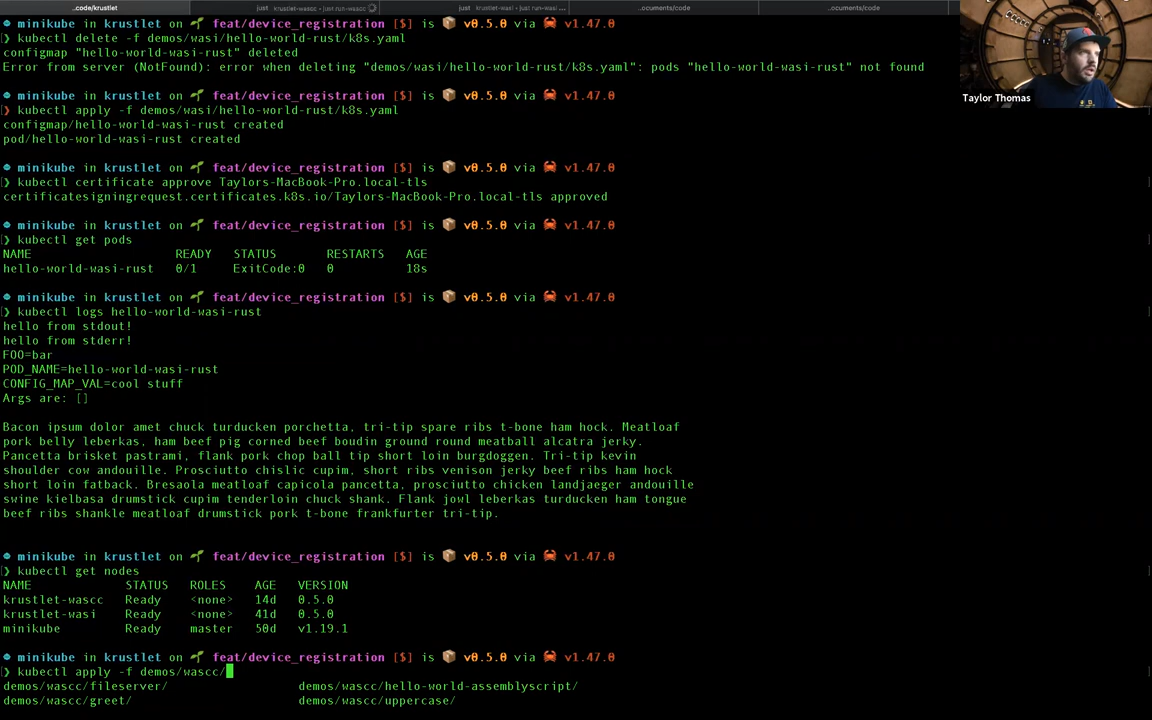 ..code/krustlet
just krustlet-wascc • just run-wascc
just krustlet-wasi • just run-wasi ...
..ocuments/code
..ocuments/code
minikube in krustlet on feat/device_registration [$] is v0.5.0 via v1.47.0
❯ kubectl delete -f demos/wasi/hello-world-rust/k8s.yaml
configmap "hello-world-wasi-rust" deleted
Error from server (NotFound): error when deleting "demos/wasi/hello-world-rust/k8s.yaml": pods "hello-world-wasi-rust" not found
minikube in krustlet on feat/device_registration [$] is v0.5.0 via v1.47.0
❯ kubectl apply -f demos/wasi/hello-world-rust/k8s.yaml
configmap/hello-world-wasi-rust created
pod/hello-world-wasi-rust created
minikube in krustlet on feat/device_registration [$] is v0.5.0 via v1.47.0
❯ kubectl certificate approve Taylors-MacBook-Pro.local-tls
certificatesigningrequest.certificates.k8s.io/Taylors-MacBook-Pro.local-tls approved
minikube in krustlet on feat/device_registration [$] is v0.5.0 via v1.47.0
❯ kubectl get pods
NAME READY STATUS RESTARTS AGE
hello-world-wasi-rust 0/1 ExitCode:0 0 18s
minikube in krustlet on feat/device_registration [$] is v0.5.0 via v1.47.0
❯ kubectl logs hello-world-wasi-rust
hello from stdout!
hello from stderr!
FOO=bar
POD_NAME=hello-world-wasi-rust
CONFIG_MAP_VAL=cool stuff
Args are: []
Bacon ipsum dolor amet chuck turducken porchetta, tri-tip spare ribs t-bone ham hock. Meatloaf
pork belly leberkas, ham beef pig corned beef boudin ground round meatball alcatra jerky.
Pancetta brisket pastrami, flank pork chop ball tip short loin burgdoggen. Tri-tip kevin
shoulder cow andouille. Prosciutto chislic cupim, short ribs venison jerky beef ribs ham hock
short loin fatback. Bresaola meatloaf capicola pancetta, prosciutto chicken landjaeger andouille
swine kielbasa drumstick cupim tenderloin chuck shank. Flank jowl leberkas turducken ham tongue
beef ribs shankle meatloaf drumstick pork t-bone frankfurter tri-tip.
minikube in krustlet on feat/device_registration [$] is v0.5.0 via v1.47.0
❯ kubectl get nodes
NAME STATUS ROLES AGE VERSION
krustlet-wascc Ready <none> 14d 0.5.0
krustlet-wasi Ready <none> 41d 0.5.0
minikube Ready master 50d v1.19.1
minikube in krustlet on feat/device_registration [$] is v0.5.0 via v1.47.0
❯ kubectl apply -f demos/wascc/
demos/wascc/fileserver/ demos/wascc/hello-world-assemblyscript/
demos/wascc/greet/ demos/wascc/uppercase/
Taylor Thomas